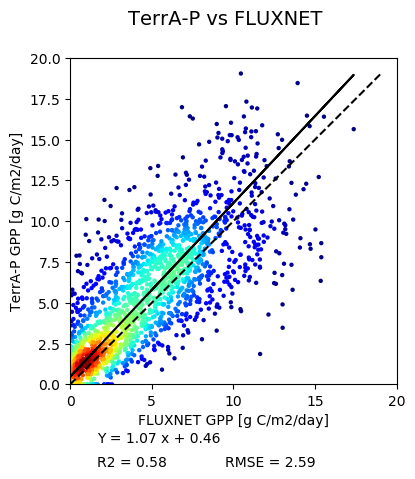 TerrA-P vs FLUXNET
TerrA-P GPP [g C/m2/day]
20.0
17.5
15.0
12.5
10.0
7.5
5.0
2.5
0.0
0 5 10 15 20
FLUXNET GPP [g C/m2/day]
Y = 1.07 x + 0.46
R2 = 0.58 RMSE = 2.59